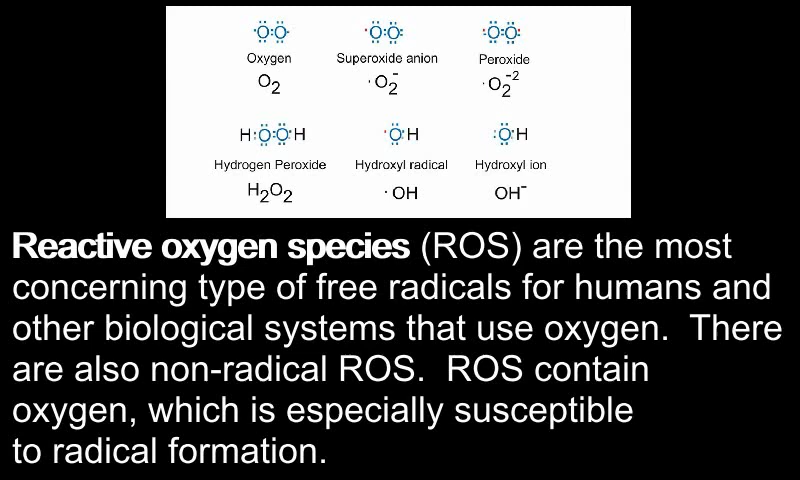 ·O:O·
Oxygen Superoxide anion Peroxide
O2 ·O2- ·O2-2
H:O:O:H ·O:H :O:H
Hydrogen Peroxide Hydroxyl radical Hydroxyl ion
H2O2 ·OH OH-
Reactive oxygen species (ROS) are the most
concerning type of free radicals for humans and
other biological systems that use oxygen. There
are also non-radical ROS. ROS contain
oxygen, which is especially susceptible
to radical formation.